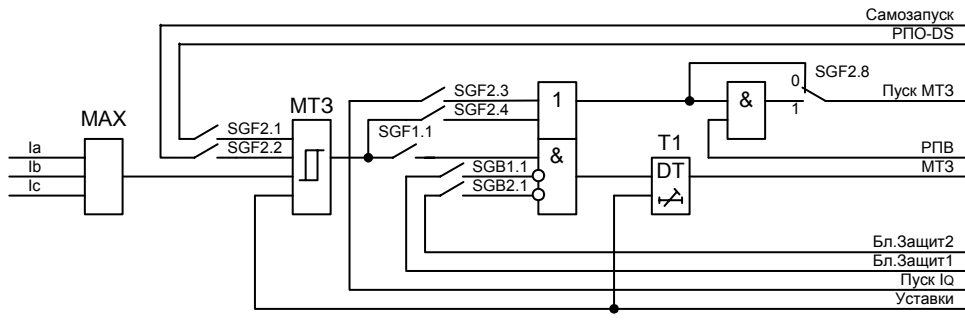 Самозапуск
РПО-DS
SGF2.8
0
SGF2.3
1
&
Пуск МТЗ
МТЗ
SGF2.4
1
MAX
SGF2.1
SGF1.1
T1
SGF2.2
&
РПВ
Ia
SGB1.1
DT
МТЗ
Ib
SGB2.1
Ic
Бл.Защит2
Бл.Защит1
Пуск IQ
Уставки